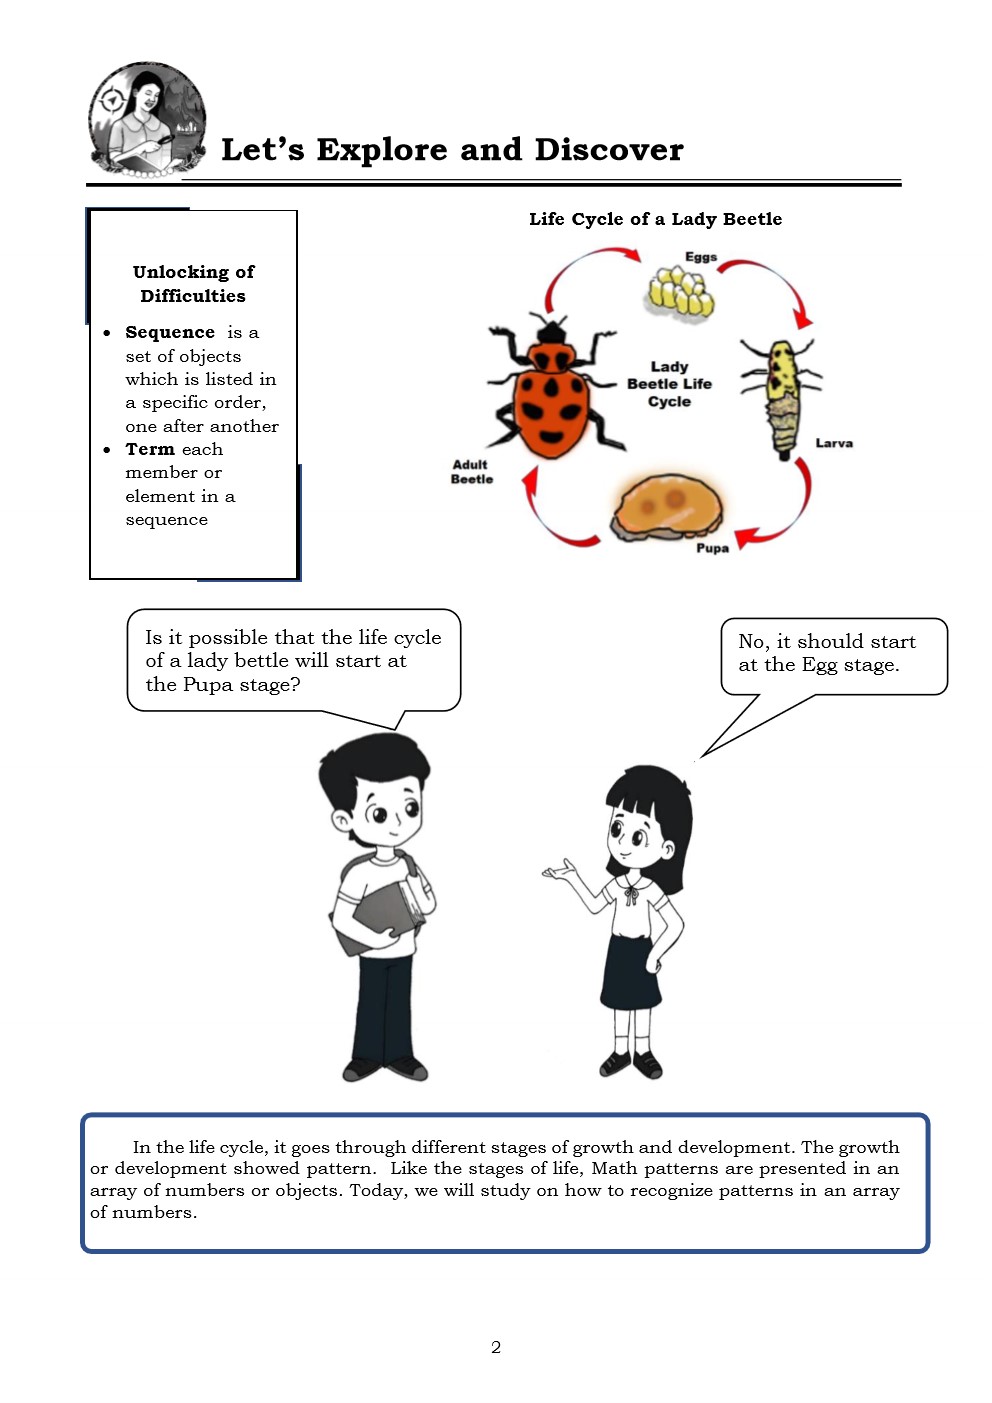 Let's Explore and Discover
Unlocking of
Difficulties
• Sequence is a
set of objects
which is listed in
a specific order,
one after another
• Term each
member or
element in a
sequence
Life Cycle of a Lady Beetle
Eggs
Lady
Beetle Life
Cycle
Larva
Adult
Beetle
Pupa
Is it possible that the life cycle
of a lady bettle will start at
the Pupa stage?
No, it should start
at the Egg stage.
In the life cycle, it goes through different stages of growth and development. The growth
or development showed pattern. Like the stages of life, Math patterns are presented in an
array of numbers or objects. Today, we will study on how to recognize patterns in an array
of numbers.
2